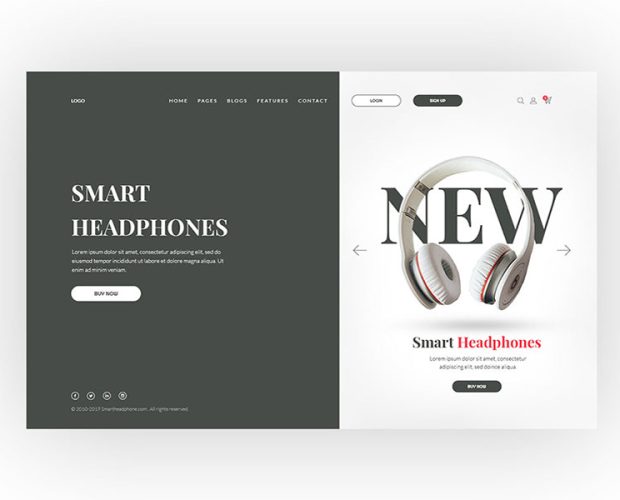 LOGO
HOME PAGES BLOGS FEATURES CONTACT
LOGIN
SIGN UP
SMART
HEADPHONES
Lorem ipsum dolor sit amet, consectetur adipiscing elit,
sed do eiusmod tempor incididunt ut labore et dolore magna aliqua. Ut
enim ad minim veniam.
BUY NOW
© 2010-2019 Smartheadphone.com . All rights reserved.
NEW
Smart Headphones
Lorem ipsum dolor sit amet, consectetur
adipiscing elit, sed do eiusmod tempor.
BUY NOW